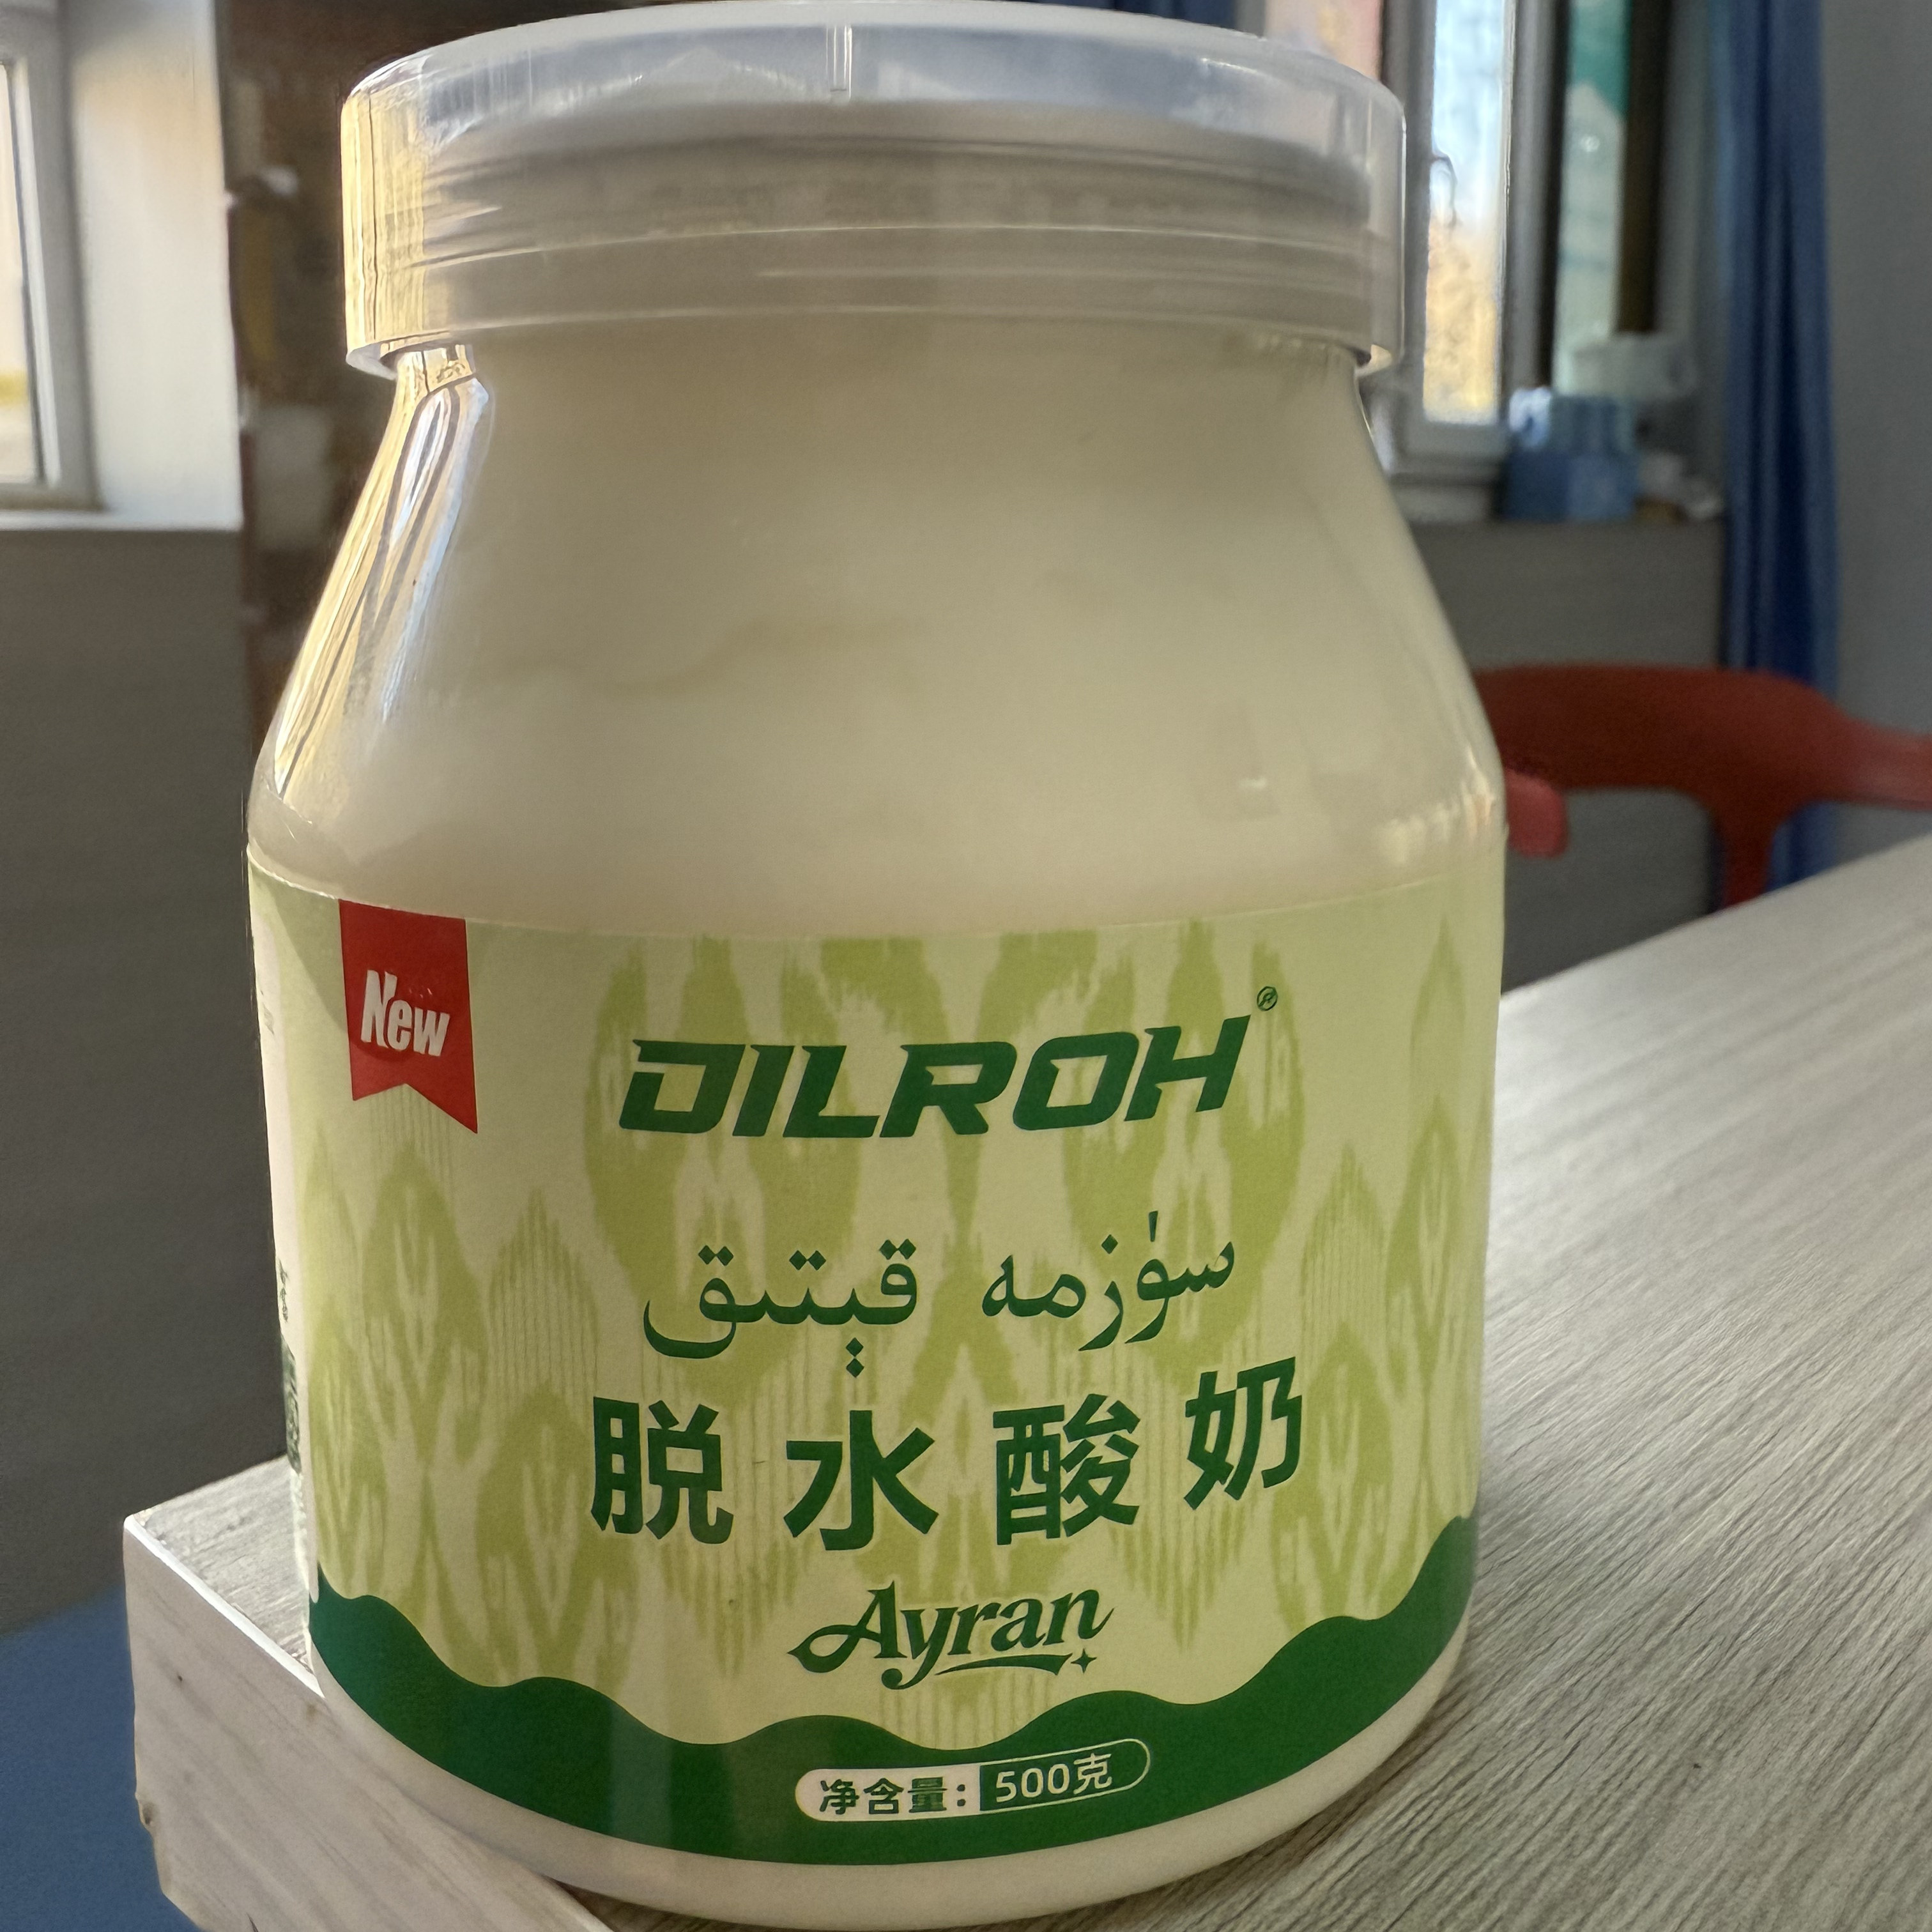 New
DILROH®
سۈزمە قېتىق
脱水酸奶
Ayran
净含量：500克